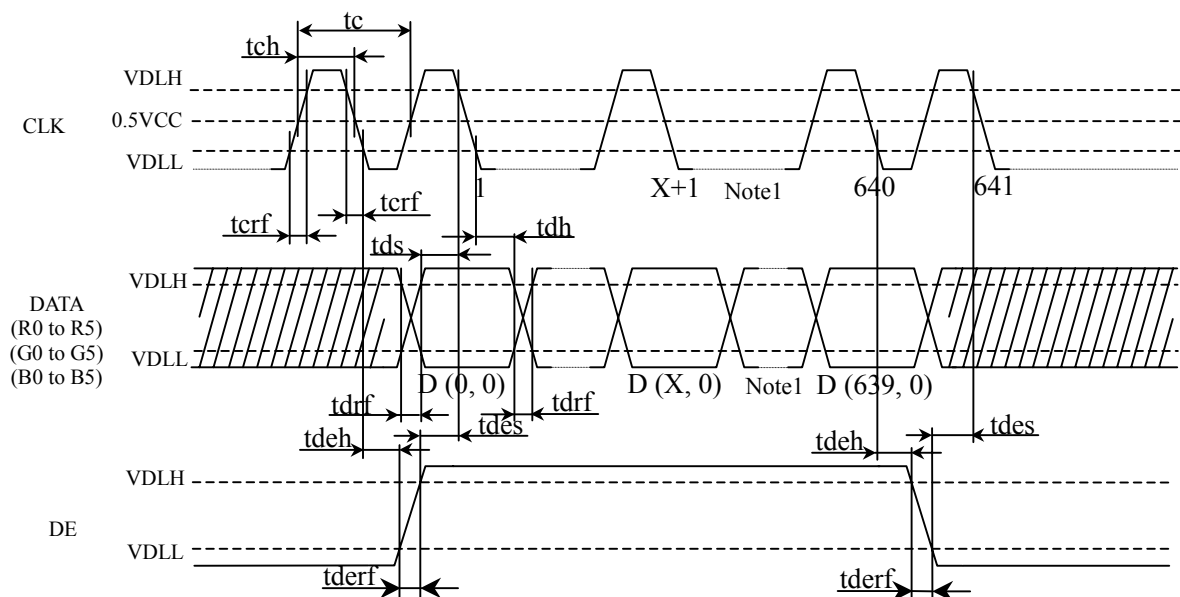 tc
tch
VDLH
CLK
0.5VCC
VDLL
1
X+1
Note1
640
641
tcrf
tcrf
tdh
tds
VDLH
DATA
(R0 to R5)
(G0 to G5)
(B0 to B5)
VDLL
D (0, 0)
D (X, 0)
Note1
D (639, 0)
tdrf
tdrf
tdeh
tdes
tdeh
tdes
VDLH
DE
VDLL
tderf
tderf